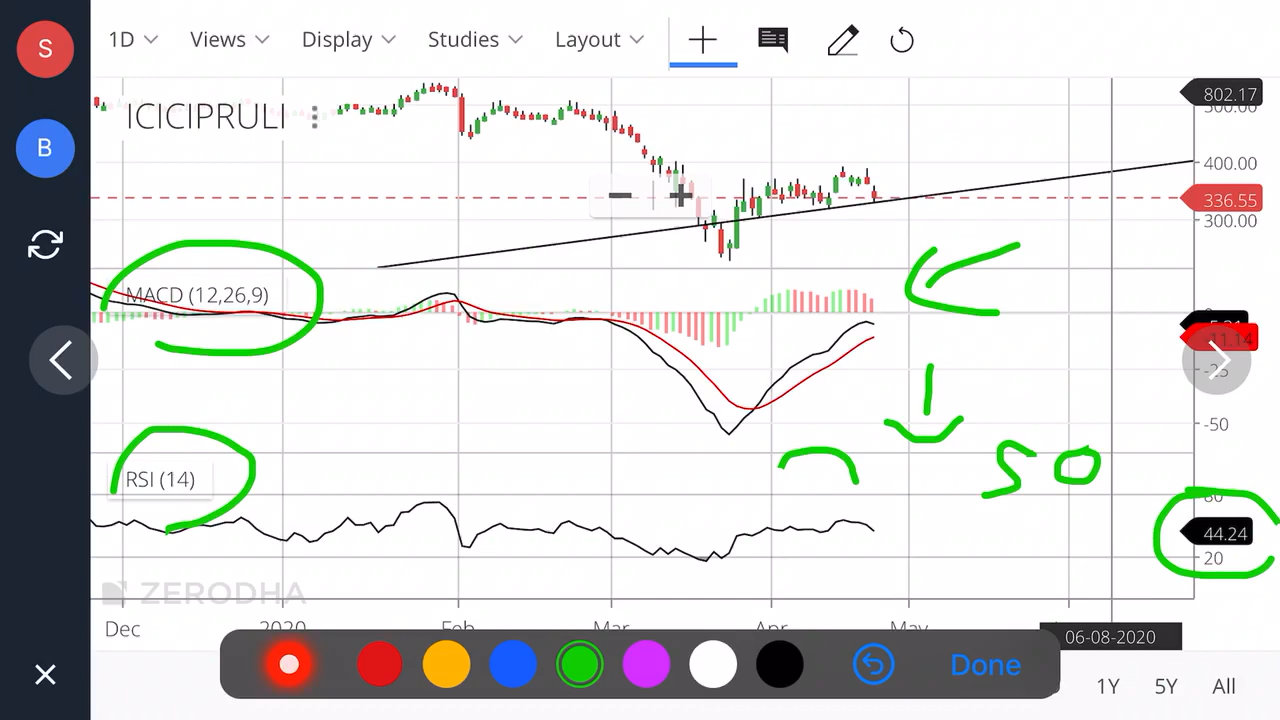 S
B
1D
Views
Display
Studies
Layout
ICICIPRULI
802.17
400.00
336.55
300.00
MACD (12,26,9)
11.14
-25
-50
50
RSI (14)
80
44.24
20
ZERODHA
Dec
2020
Feb
Mar
Apr
May
06-08-2020
Done
1Y
5Y
All